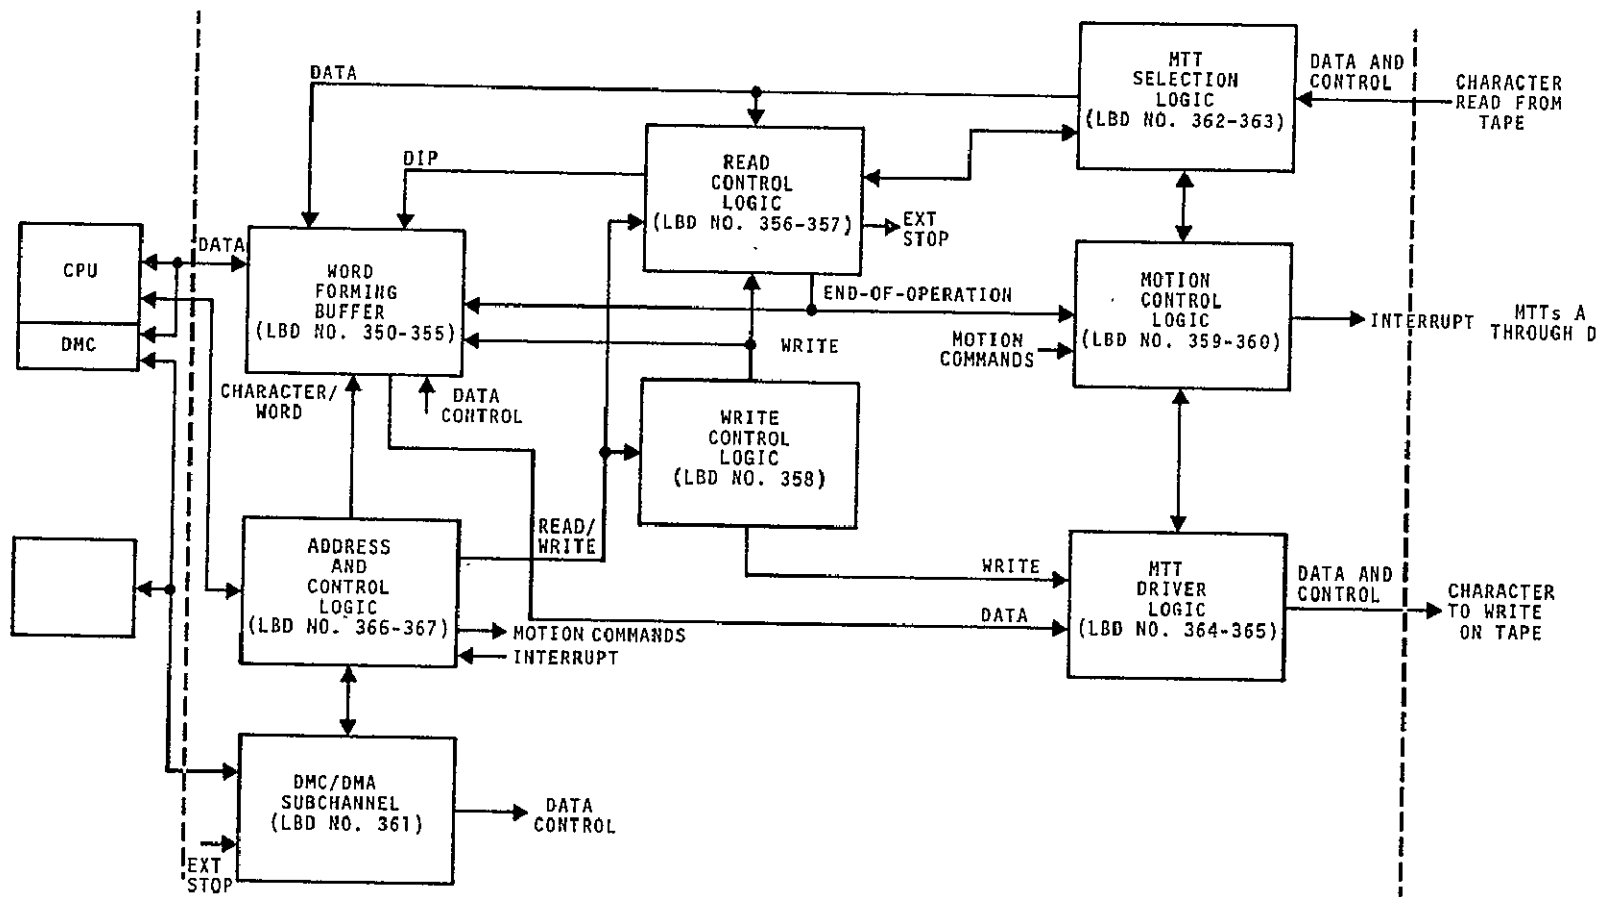 MTT
SELECTION
LOGIC
(LBD NO. 362-363)
DATA AND
CONTROL
CHARACTER
READ FROM
TAPE
DATA
DIP
READ
CONTROL
LOGIC
(LBD NO. 356-357)
EXT
STOP
CPU
DMC
DATA
WORD
FORMING
BUFFER
(LBD NO. 350-355)
END-OF-OPERATION
MOTION
CONTROL
LOGIC
(LBD NO. 359-360)
INTERRUPT
MTTs A
THROUGH D
WRITE
MOTION
COMMANDS
CHARACTER/
WORD
DATA
CONTROL
WRITE
CONTROL
LOGIC
(LBD NO. 358)
ADDRESS
AND
CONTROL
LOGIC
(LBD NO. 366-367)
READ/
WRITE
MOTION COMMANDS
INTERRUPT
WRITE
DATA
MTT
DRIVER
LOGIC
(LBD NO. 364-365)
DATA AND
CONTROL
CHARACTER
TO WRITE
ON TAPE
DMC/DMA
SUBCHANNEL
(LBD NO. 361)
DATA
CONTROL
EXT
STOP